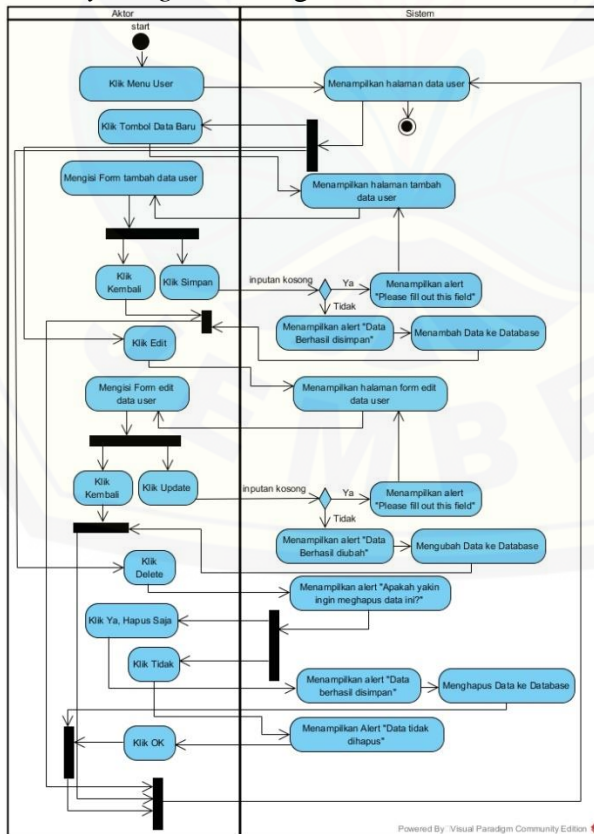 Aktor
Sistem
start
Klik Menu User
Menampilkan halaman data user
Klik Tombol Data Baru
Mengisi Form tambah data user
Menampilkan halaman tambah
data user
Klik
Kembali
Klik Simpan
inputan kosong
Ya
Menampilkan alert
"Please fill out this field"
Tidak
Menampilkan alert "Data
Berhasil disimpan"
Menambah Data ke Database
Klik Edit
Mengisi Form edit
data user
Menampilkan halaman form edit
data user
Klik
Kembali
Klik Update
inputan kosong
Ya
Menampilkan alert
"Please fill out this field"
Tidak
Menampilkan alert "Data
Berhasil diubah"
Mengubah Data ke Database
Klik
Delete
Menampilkan alert "Apakah yakin
ingin meghapus data ini?"
Klik Ya, Hapus Saja
Klik Tidak
Menampilkan alert "Data
berhasil disimpan"
Menghapus Data ke Database
Klik OK
Menampilkan Alert "Data tidak
dihapus"
Powered By Visual Paradigm Community Edition